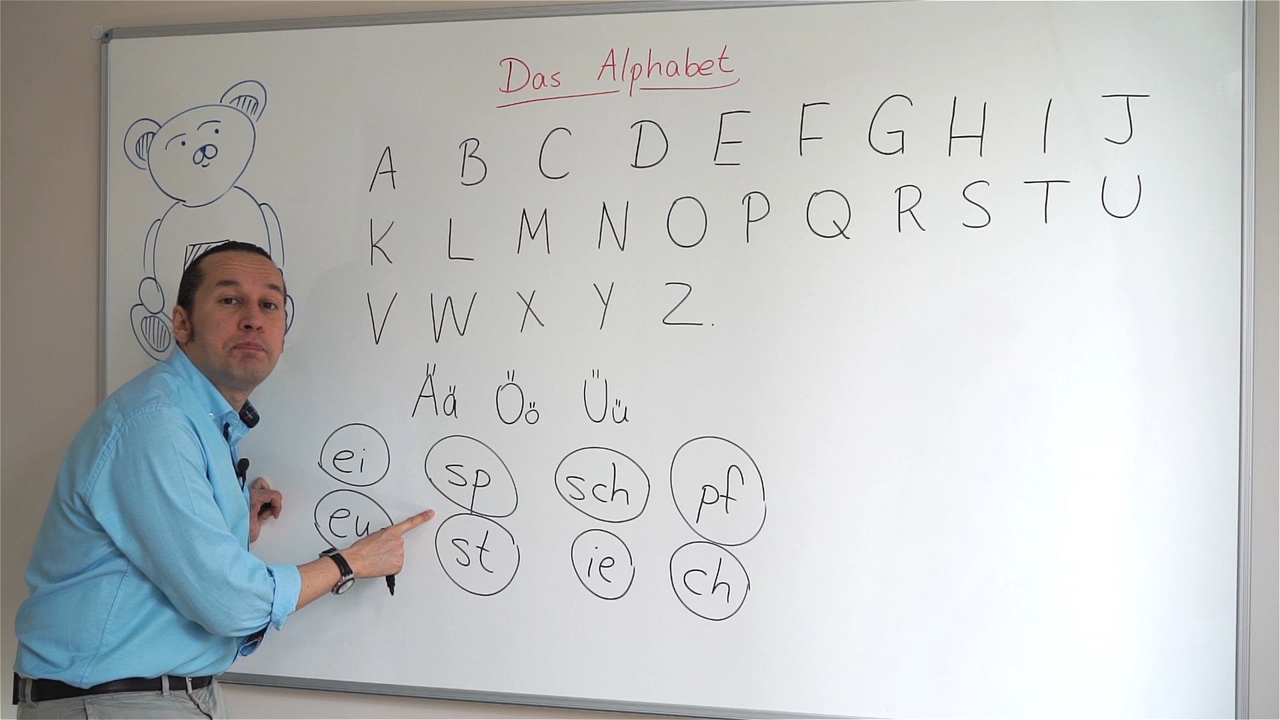 Das Alphabet
A B C D E F G H I J
K L M N O P Q R S T U
V W X Y Z.
Ää Öö Üü
ei sp sch pf
eu st ie ch